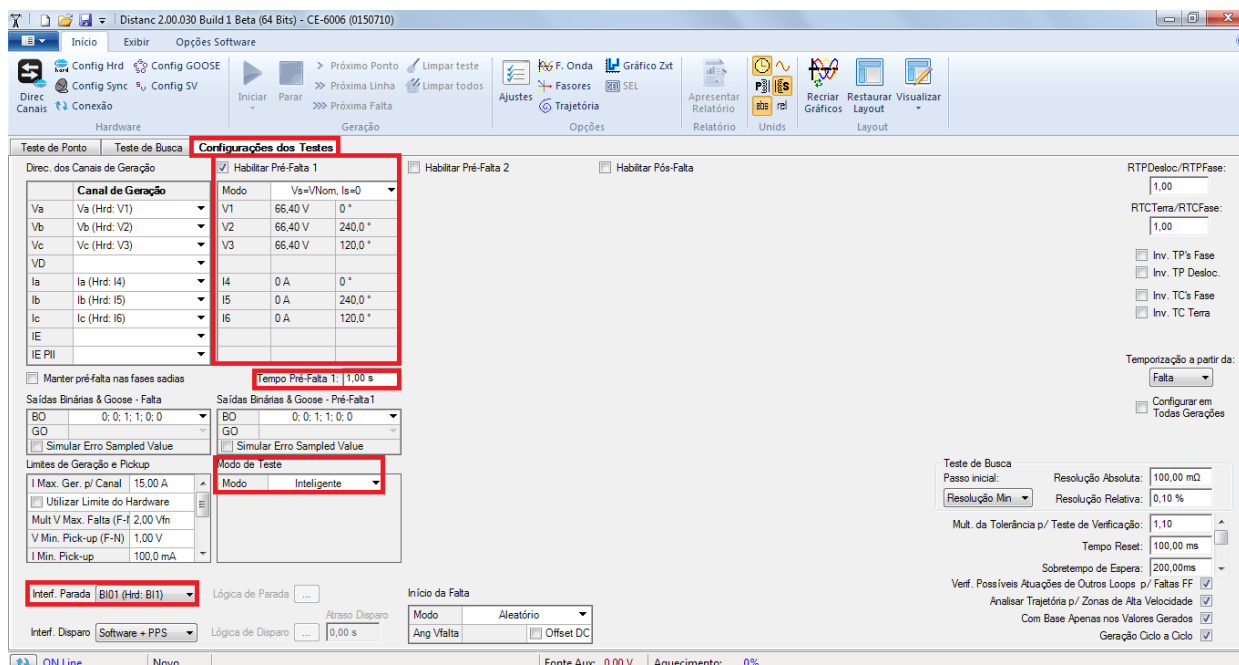 Distanc 2.00.030 Build 1 Beta (64 Bits) - CE-6006 (0150710)
Início Exibir Opções Software
Config Hrd Config GOOSE
Config Sync Config SV
Conexão
Direc Canais
Hardware
Iniciar Parar
Próximo Ponto Limpar teste
Próxima Linha Limpar todos
Próxima Falta
Geração
Ajustes
F. Onda Gráfico Zxt
Fasores SEL
Trajetória
Opções
Apresentar Relatório
Relatório
abs rel
Unids
Recriar Gráficos Restaurar Layout Visualizar
Layout
Teste de Ponto Teste de Busca Configurações dos Testes
Direc. dos Canais de Geração
Canal de Geração
Va Va (Hrd: V1)
Vb Vb (Hrd: V2)
Vc Vc (Hrd: V3)
VD
Ia Ia (Hrd: I4)
Ib Ib (Hrd: I5)
Ic Ic (Hrd: I6)
IE
IE PII
Manter pré-falta nas fases sadias
Habilitar Pré-Falta 1
Modo Vs=VNom, Is=0
V1 66,40 V 0 °
V2 66,40 V 240,0 °
V3 66,40 V 120,0 °
I4 0 A 0 °
I5 0 A 240,0 °
I6 0 A 120,0 °
Tempo Pré-Falta 1: 1,00 s
Habilitar Pré-Falta 2
Habilitar Pós-Falta
RTPDesloc/RTPFase:
1,00
RTCTerra/RTCFase:
1,00
Inv. TP's Fase
Inv. TP Desloc.
Inv. TC's Fase
Inv. TC Terra
Temporização a partir da:
Falta
Configurar em
Todas Gerações
Saídas Binárias & Goose - Falta
BO 0; 0; 1; 1; 0; 0
GO
Simular Erro Sampled Value
Saídas Binárias & Goose - Pré-Falta1
BO 0; 0; 1; 1; 0; 0
GO
Simular Erro Sampled Value
Limites de Geração e Pickup
I Max. Ger. p/ Canal 15,00 A
Utilizar Limite do Hardware
Mult V Max. Falta (F-N 2,00 Vfn
V Min. Pick-up (F-N) 1,00 V
I Min. Pick-up 100,0 mA
Modo de Teste
Modo Inteligente
Teste de Busca
Passo inicial: Resolução Absoluta: 100,00 mΩ
Resolução Min Resolução Relativa: 0,10 %
Mult. da Tolerância p/ Teste de Verificação: 1,10
Tempo Reset: 100,00 ms
Sobretempo de Espera: 200,00ms
Verif. Possíveis Atuações de Outros Loops p/ Faltas FF
Analisar Trajetória p/ Zonas de Alta Velocidade
Com Base Apenas nos Valores Gerados
Geração Ciclo a Ciclo
Interf. Parada BI01 (Hrd: BI1) Lógica de Parada ...
Atraso Disparo
Interf. Disparo Software + PPS Lógica de Disparo ... 0,00 s
Início da Falta
Modo Aleatório
Ang Vfalta Offset DC
ON Line Novo Fonte Aux: 0,00 V Aquecimento: 0%